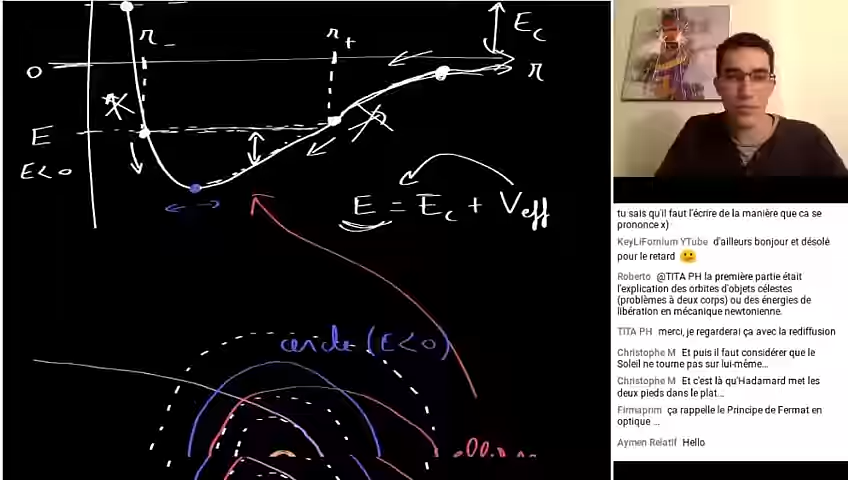 E_c
r_-
r_+
0
r
E
E<0
E = E_c + V_eff
cercle (E<0)
tu sais qu'il faut l'écrire de la manière que ca se
prononce x)
KeyLiFornium YTube d'ailleurs bonjour et désolé
pour le retard 🙂
Roberto @TITA PH la première partie était
l'explication des orbites d'objets célestes
(problèmes à deux corps) ou des énergies de
libération en mécanique newtonienne.
TITA PH merci, je regarderai ça avec la rediffusion
Christophe M Et puis il faut considérer que le
Soleil ne tourne pas sur lui-même...
Christophe M Et c'est là qu'Hadamard met les
deux pieds dans le plat...
Firmaprim ça rappelle le Principe de Fermat en
optique ...
Aymen Relatif Hello